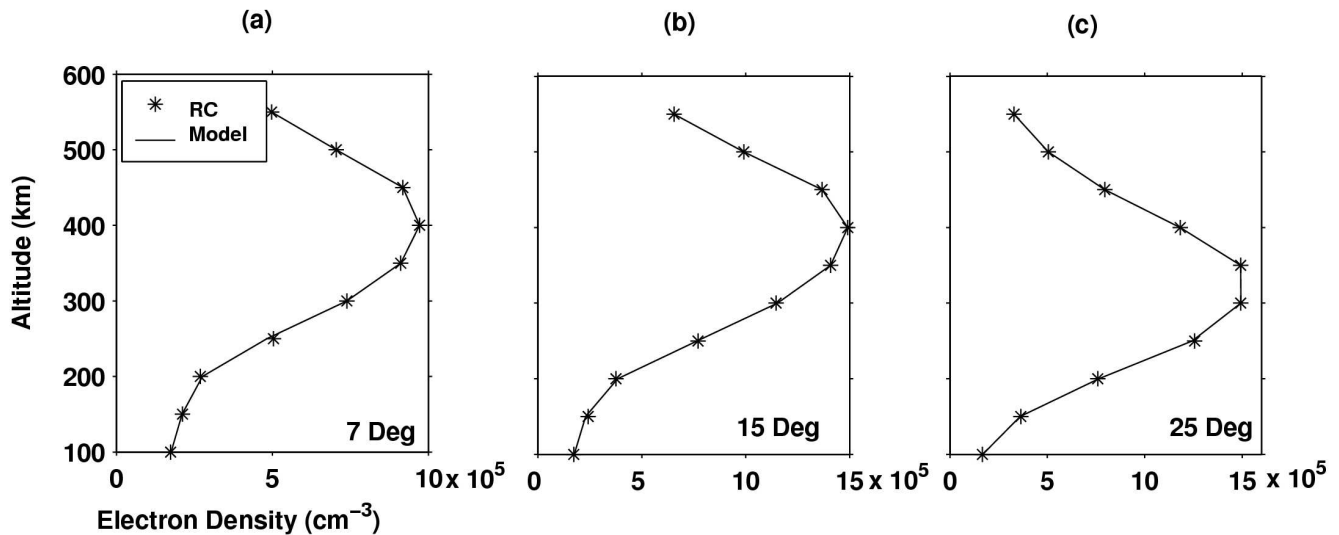 (a)
(b)
(c)
600
500
400
300
200
100
Altitude (km)
RC
Model
7 Deg
15 Deg
25 Deg
0 5 10 x 10⁵
0 5 10 15 x 10⁵
0 5 10 15 x 10⁵
Electron Density (cm⁻³)